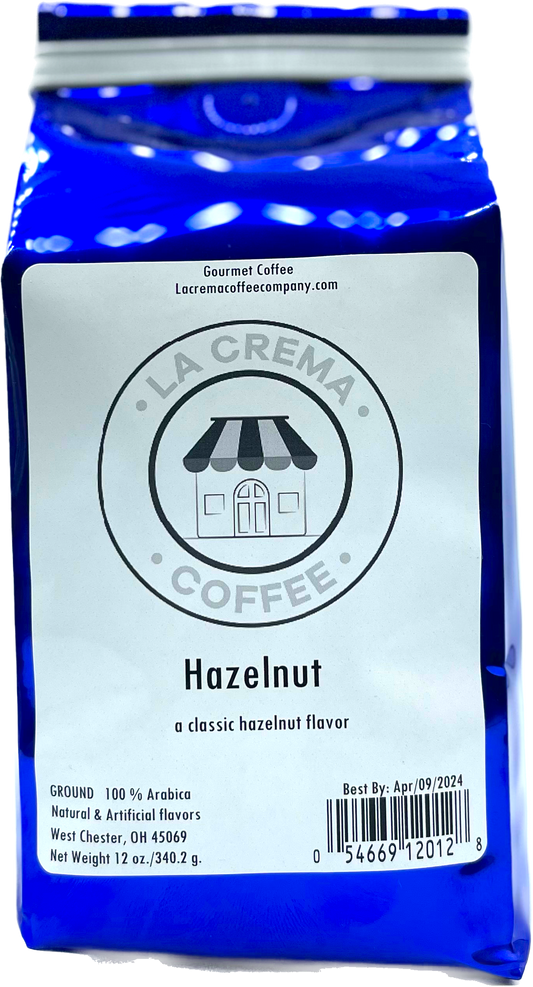 Gourmet Coffee
Lacremacoffeecompany.com
LA CREMA
COFFEE
Hazelnut
a classic hazelnut flavor
GROUND 100 % Arabica
Natural & Artificial flavors
West Chester, OH 45069
Net Weight 12 oz./340.2 g.
Best By: Apr/09/2024
0 54669 12012 8